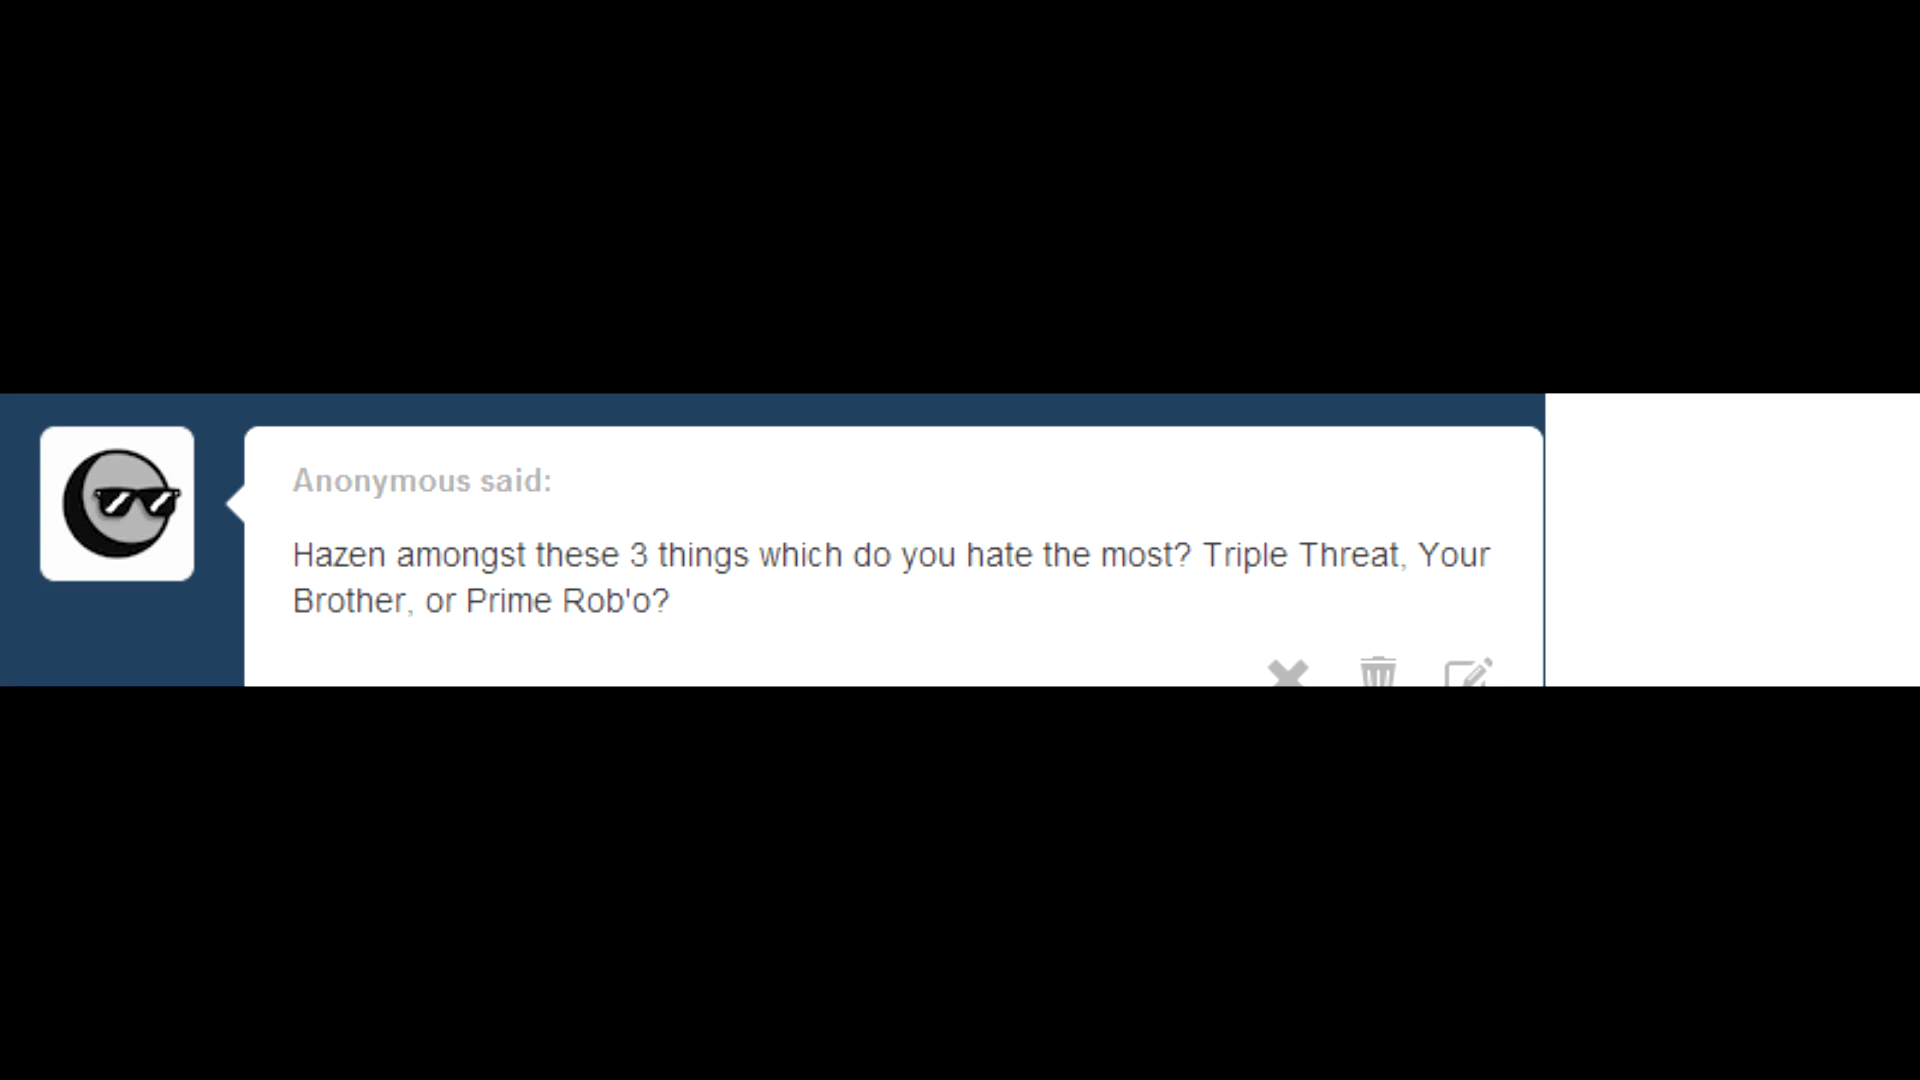 Anonymous said:
Hazen amongst these 3 things which do you hate the most? Triple Threat, Your
Brother, or Prime Rob'o?